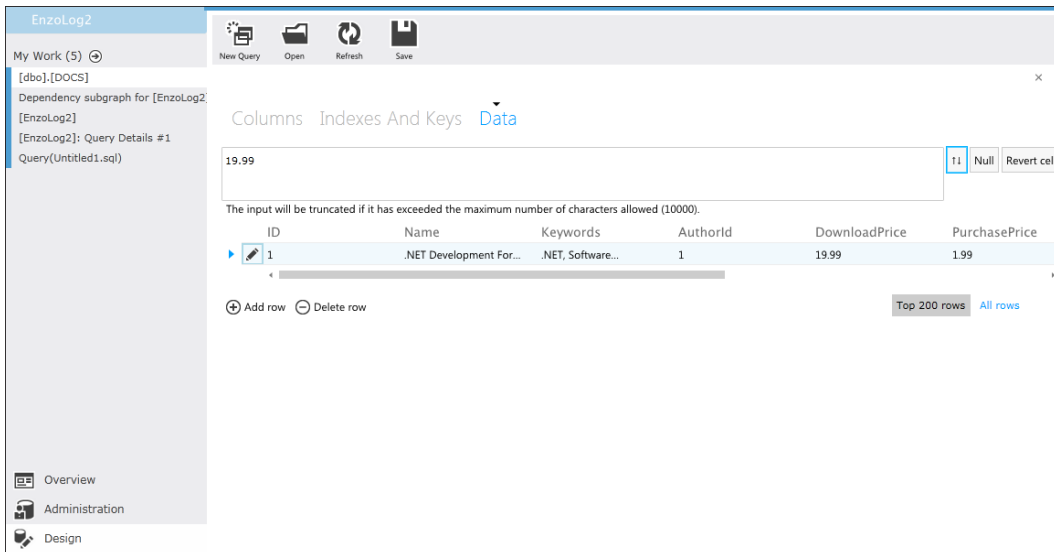 EnzoLog2
My Work (5)
[dbo].[DOCS]
Dependency subgraph for [EnzoLog2]
[EnzoLog2]
[EnzoLog2]: Query Details #1
Query(Untitled1.sql)
New Query Open Refresh Save
Columns Indexes And Keys Data
19.99
Null Revert cel
The input will be truncated if it has exceeded the maximum number of characters allowed (10000).
ID Name Keywords AuthorId DownloadPrice PurchasePrice
1 .NET Development For... .NET, Software... 1 19.99 1.99
Add row Delete row
Top 200 rows All rows
Overview
Administration
Design